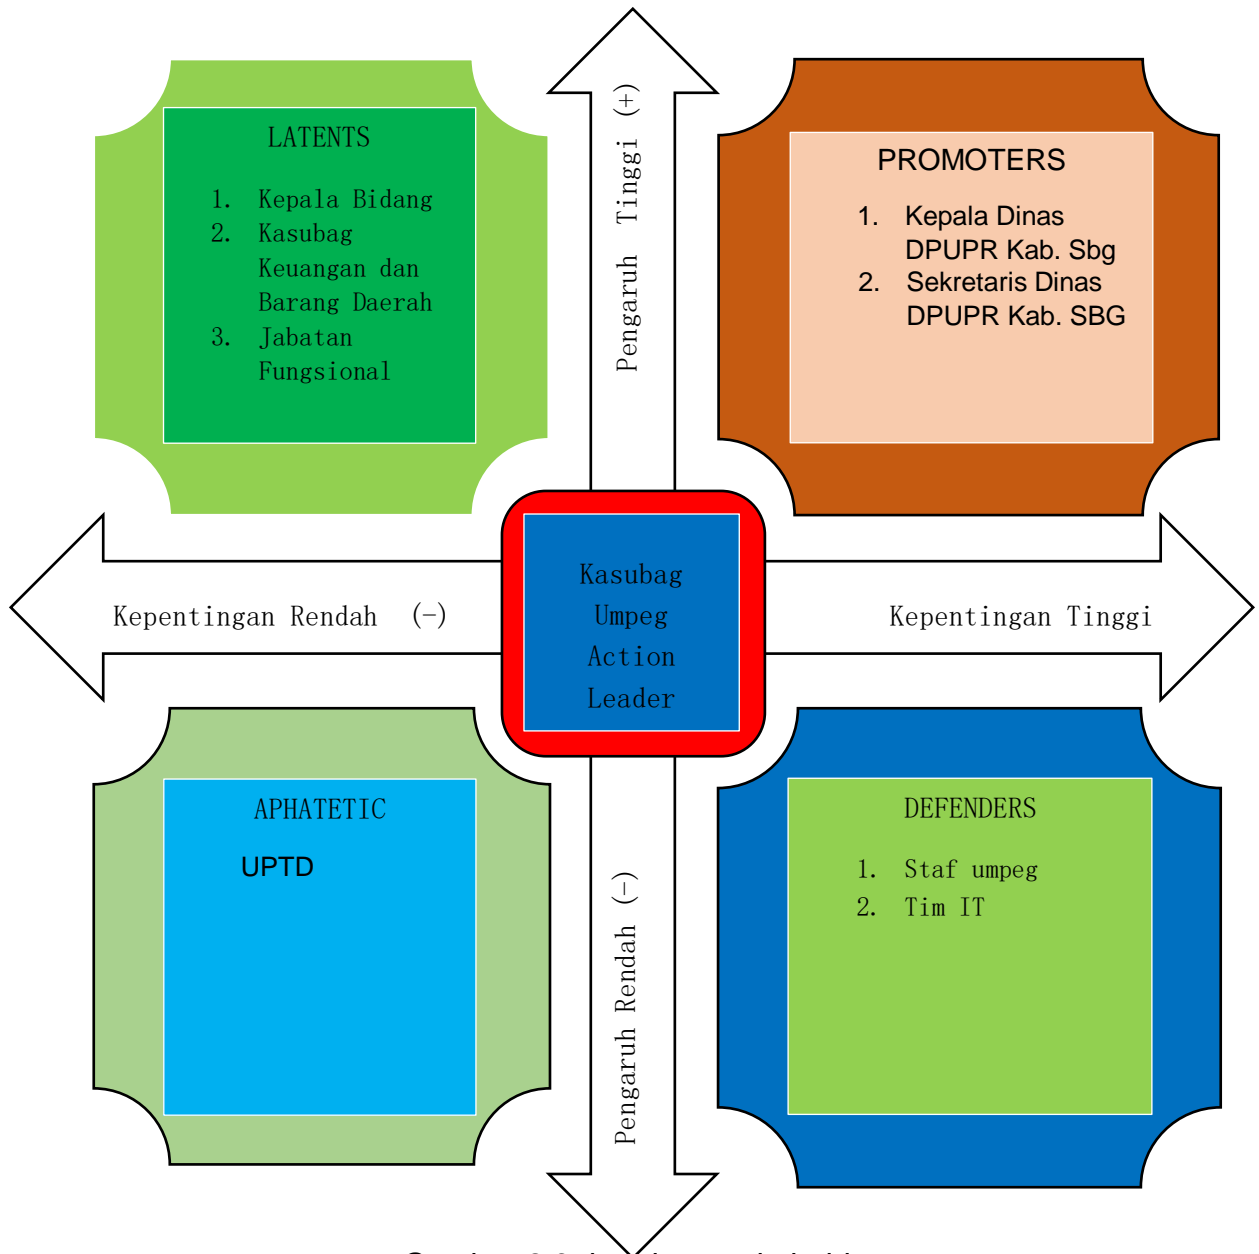 LATENTS
1. Kepala Bidang
2. Kasubag
Keuangan dan
Barang Daerah
3. Jabatan
Fungsional
Pengaruh Tinggi (+)
PROMOTERS
1. Kepala Dinas
DPUPR Kab. Sbg
2. Sekretaris Dinas
DPUPR Kab. SBG
Kepentingan Rendah (-)
Kasubag
Umpeg
Action
Leader
Kepentingan Tinggi
APHATETIC
UPTD
Pengaruh Rendah (-)
DEFENDERS
1. Staf umpeg
2. Tim IT